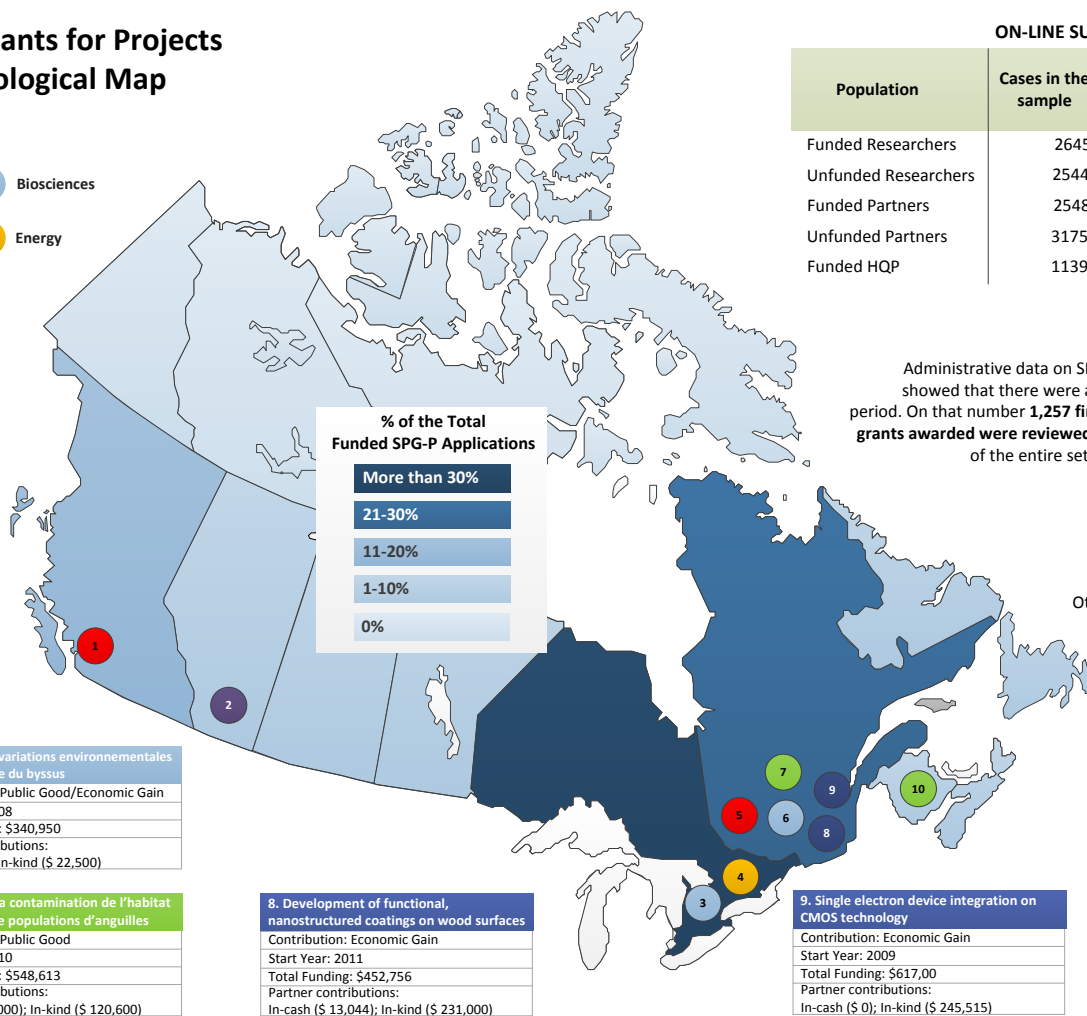 ants for Projects
ological Map
Biosciences
Energy
ON-LINE SU
Population
Cases in the
sample
Funded Researchers 2645
Unfunded Researchers 2544
Funded Partners 2548
Unfunded Partners 3175
Funded HQP 1139
Administrative data on S
showed that there were a
period. On that number 1,257 fi
grants awarded were reviewed
of the entire set
Of
% of the Total
Funded SPG-P Applications
More than 30%
21-30%
11-20%
1-10%
0%
1
2
3
4
5
6
7
8
9
10
variations environnementales
e du byssus
Public Good/Economic Gain
08
: $340,950
butions:
In-kind ($ 22,500)
a contamination de l'habitat
e populations d'anguilles
Public Good
10
: $548,613
butions:
000); In-kind ($ 120,600)
8. Development of functional,
nanostructured coatings on wood surfaces
Contribution: Economic Gain
Start Year: 2011
Total Funding: $452,756
Partner contributions:
In-cash ($ 13,044); In-kind ($ 231,000)
9. Single electron device integration on
CMOS technology
Contribution: Economic Gain
Start Year: 2009
Total Funding: $617,00
Partner contributions:
In-cash ($ 0); In-kind ($ 245,515)